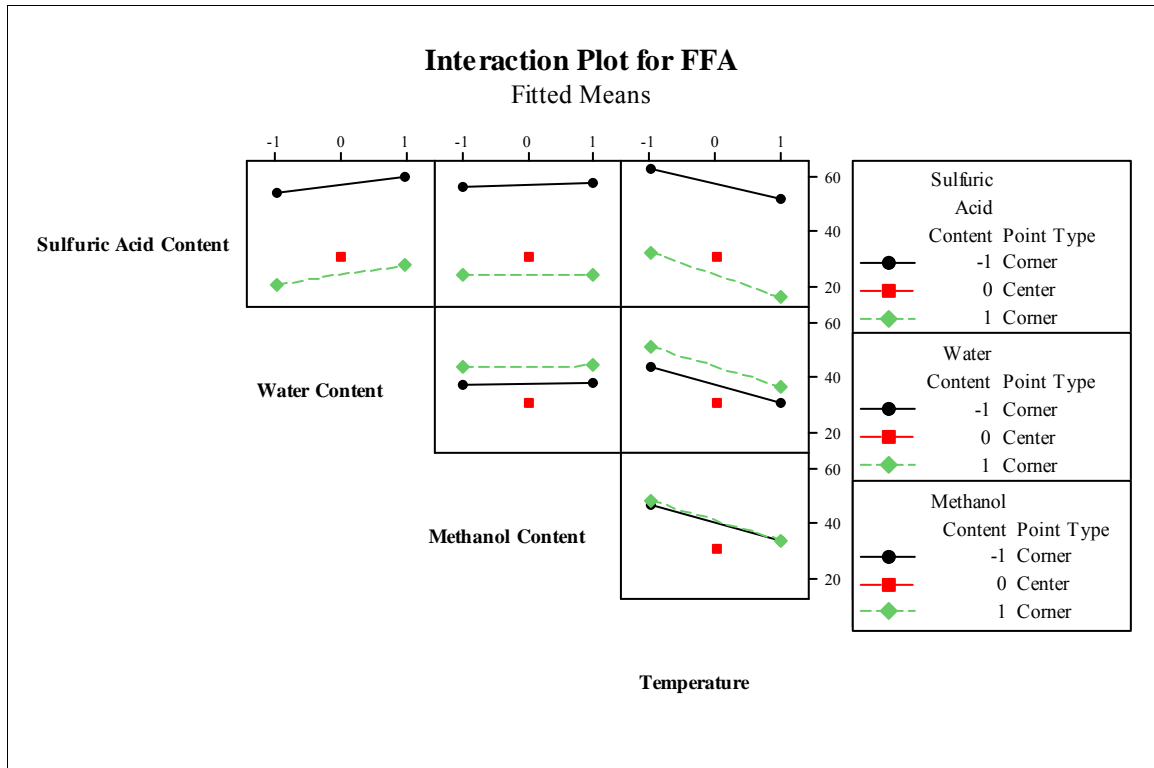 Interaction Plot for FFA
Fitted Means
-1 0 1 -1 0 1 -1 0 1
Sulfuric Acid Content
60
40
20
Water Content
60
40
20
Methanol Content
60
40
20
Temperature
Sulfuric
Acid
Content Point Type
-1 Corner
0 Center
1 Corner
Water
Content Point Type
-1 Corner
0 Center
1 Corner
Methanol
Content Point Type
-1 Corner
0 Center
1 Corner